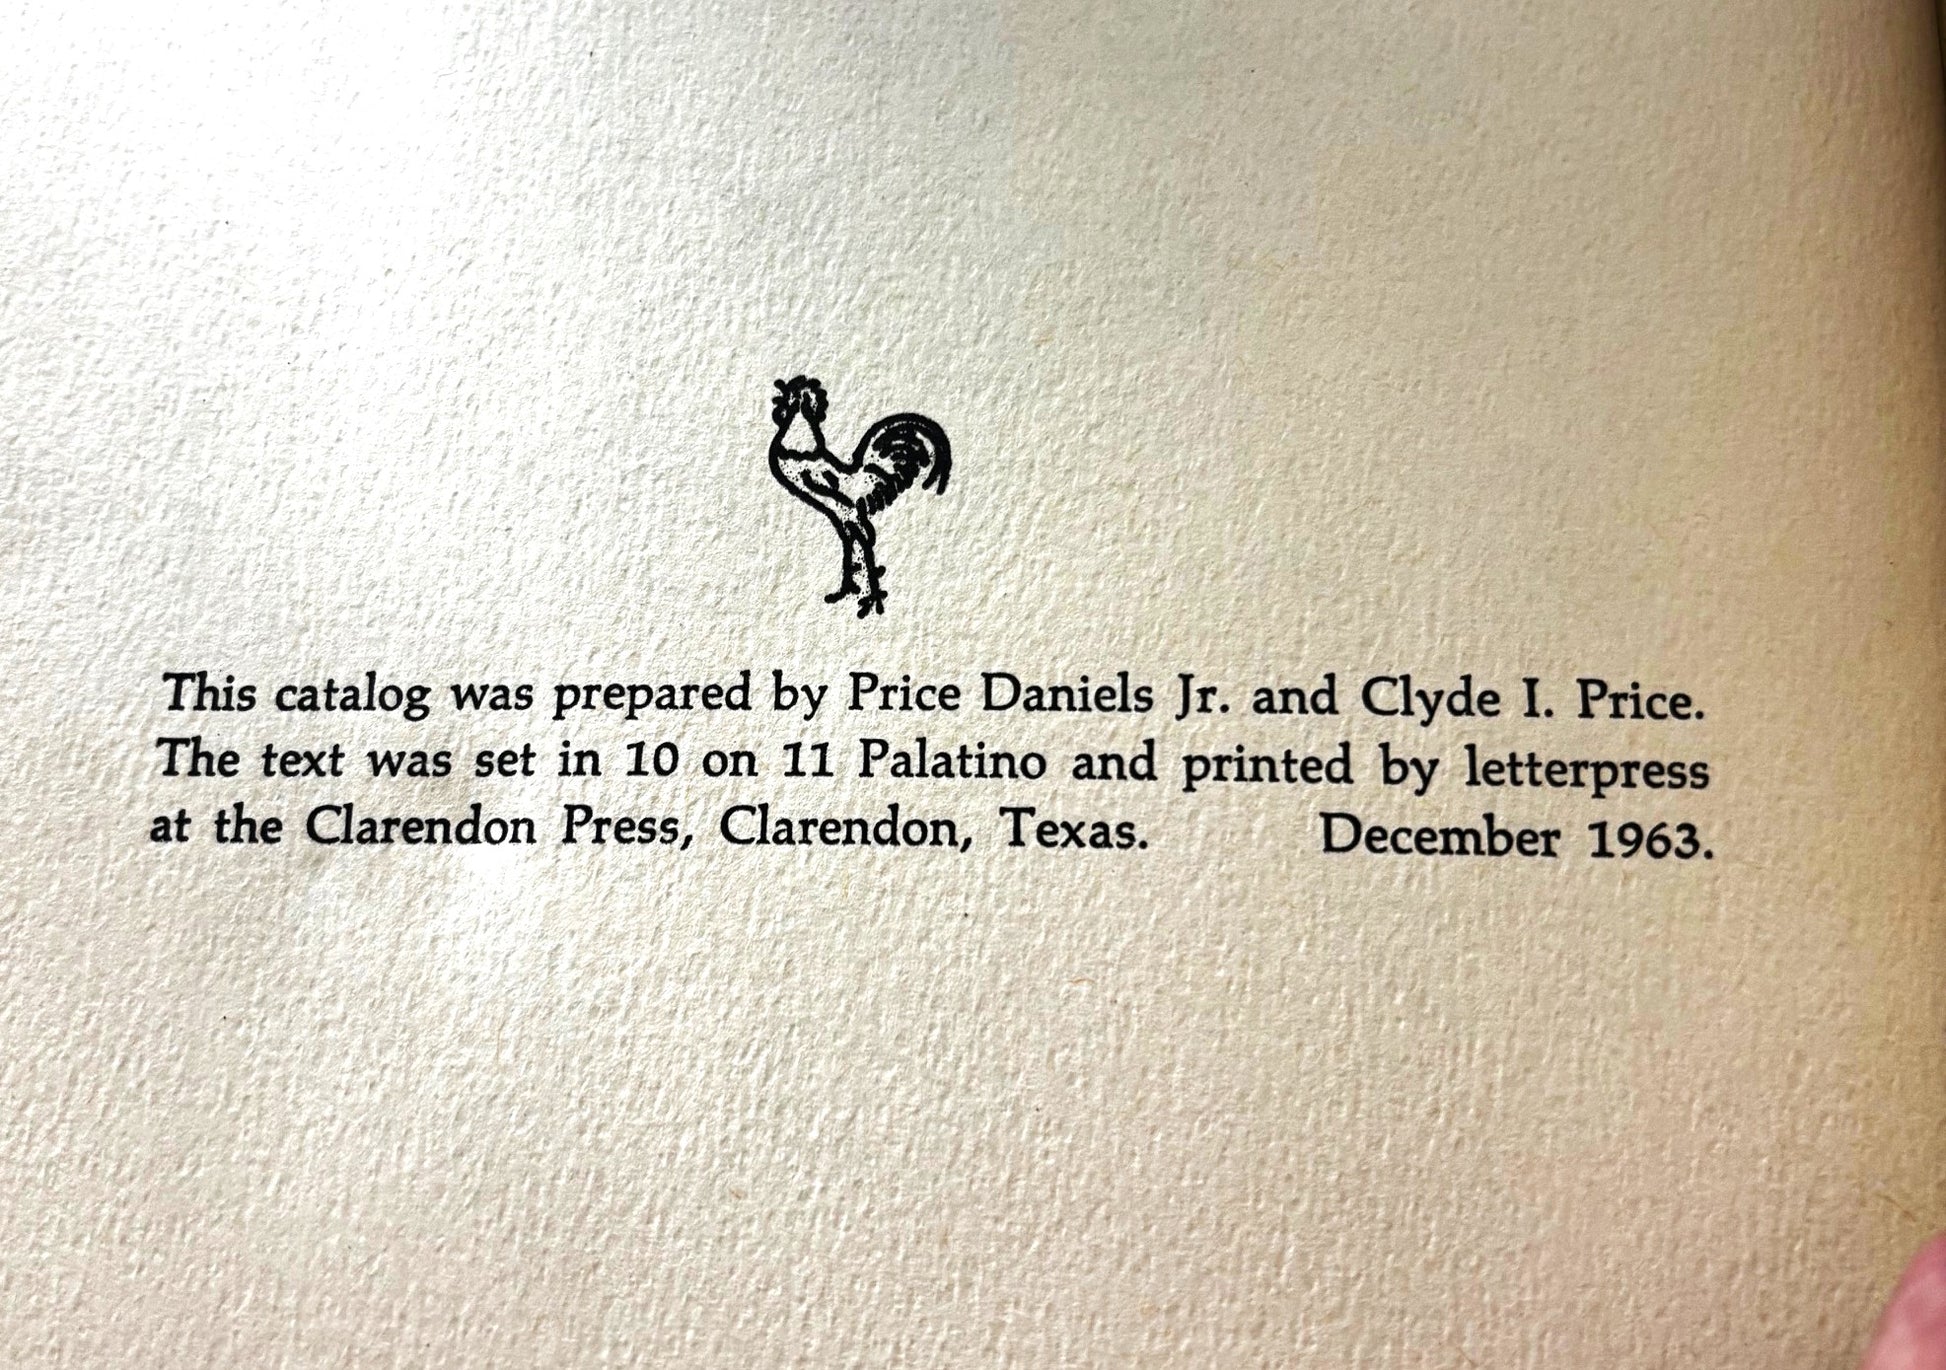 This catalog was prepared by Price Daniels Jr. and Clyde I. Price.
The text was set in 10 on 11 Palatino and printed by letterpress
at the Clarendon Press, Clarendon, Texas. December 1963.